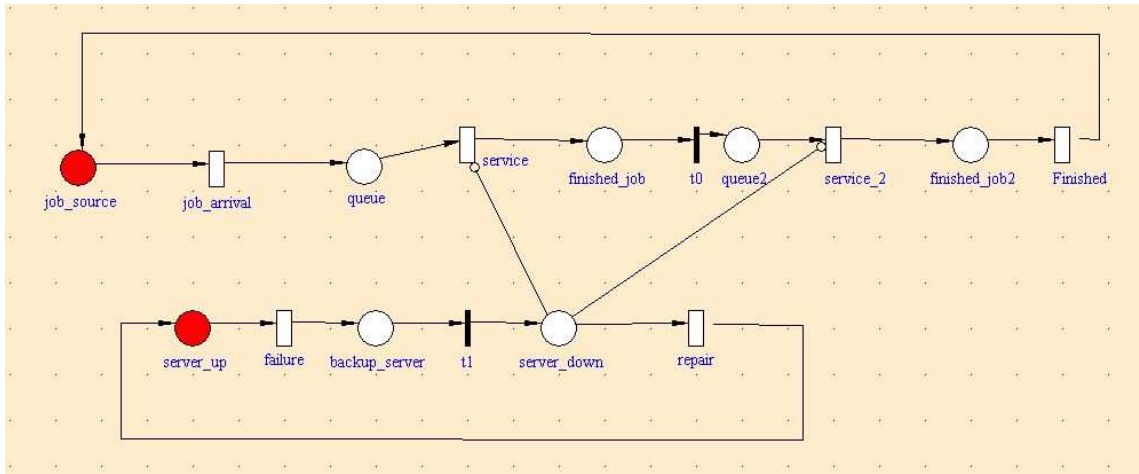 service
finished_job
t0
queue2
service_2
finished_job2
Finished
job_source
job_arrival
queue
server_up
failure
backup_server
t1
server_down
repair